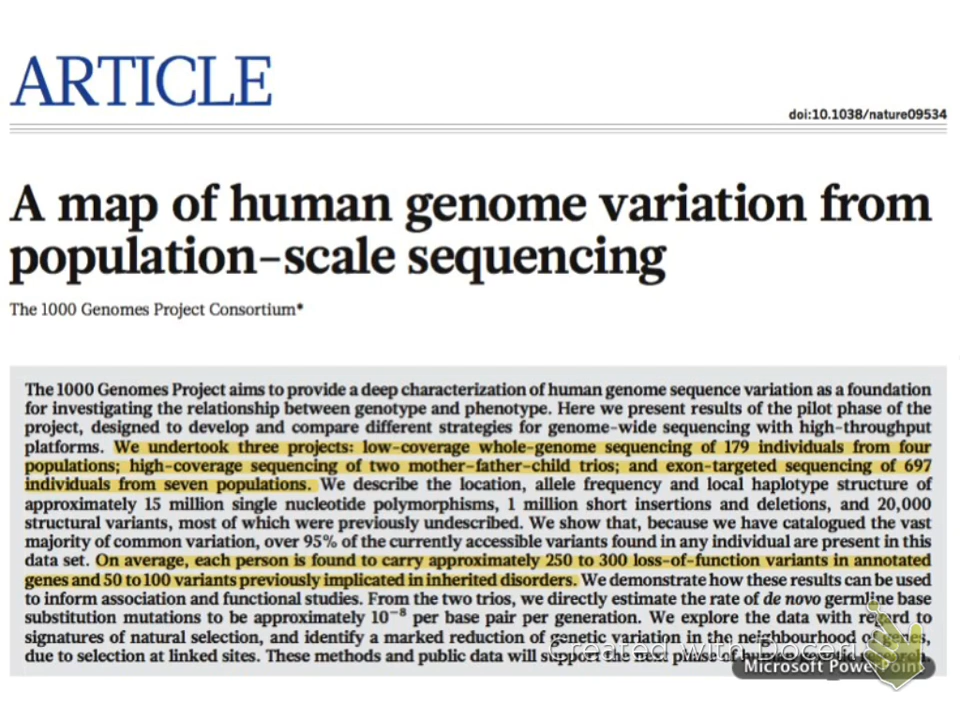 ARTICLE
doi:10.1038/nature09534
A map of human genome variation from
population-scale sequencing
The 1000 Genomes Project Consortium*
The 1000 Genomes Project aims to provide a deep characterization of human genome sequence variation as a foundation
for investigating the relationship between genotype and phenotype. Here we present results of the pilot phase of the
project, designed to develop and compare different strategies for genome-wide sequencing with high-throughput
platforms. We undertook three projects: low-coverage whole-genome sequencing of 179 individuals from four
populations; high-coverage sequencing of two mother–father–child trios; and exon-targeted sequencing of 697
individuals from seven populations. We describe the location, allele frequency and local haplotype structure of
approximately 15 million single nucleotide polymorphisms, 1 million short insertions and deletions, and 20,000
structural variants, most of which were previously undescribed. We show that, because we have catalogued the vast
majority of common variation, over 95% of the currently accessible variants found in any individual are present in this
data set. On average, each person is found to carry approximately 250 to 300 loss-of-function variants in annotated
genes and 50 to 100 variants previously implicated in inherited disorders. We demonstrate how these results can be used
to inform association and functional studies. From the two trios, we directly estimate the rate of de novo germline base
substitution mutations to be approximately 10⁻⁸ per base pair per generation. We explore the data with regard to
signatures of natural selection, and identify a marked reduction of genetic variation in the neighbourhood of genes,
due to selection at linked sites. These methods and public data will support the next phase of human
Created with Doceri
Microsoft PowerPoint